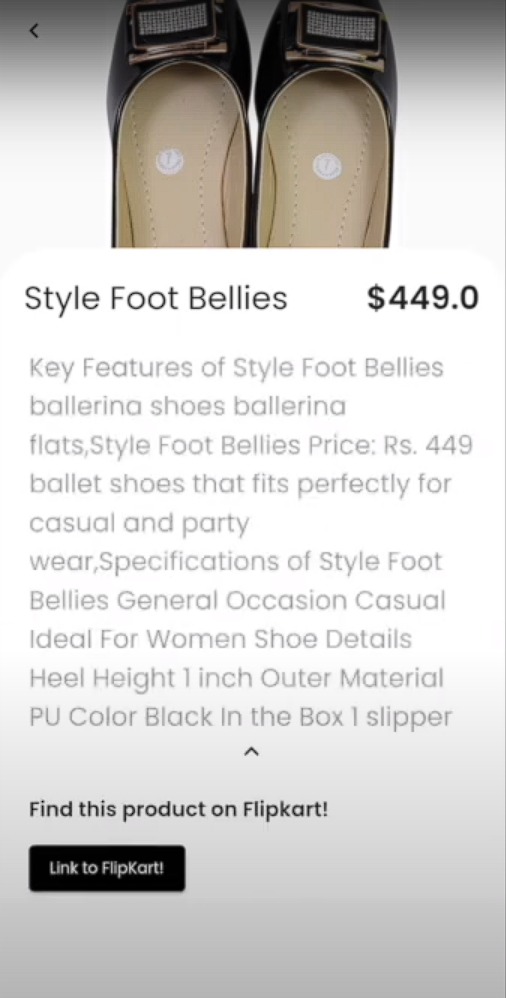 Style Foot Bellies $449.0
Key Features of Style Foot Bellies
ballerina shoes ballerina
flats,Style Foot Bellies Price: Rs. 449
ballet shoes that fits perfectly for
casual and party
wear,Specifications of Style Foot
Bellies General Occasion Casual
Ideal For Women Shoe Details
Heel Height 1 inch Outer Material
PU Color Black In the Box 1 slipper
Find this product on Flipkart!
Link to FlipKart!